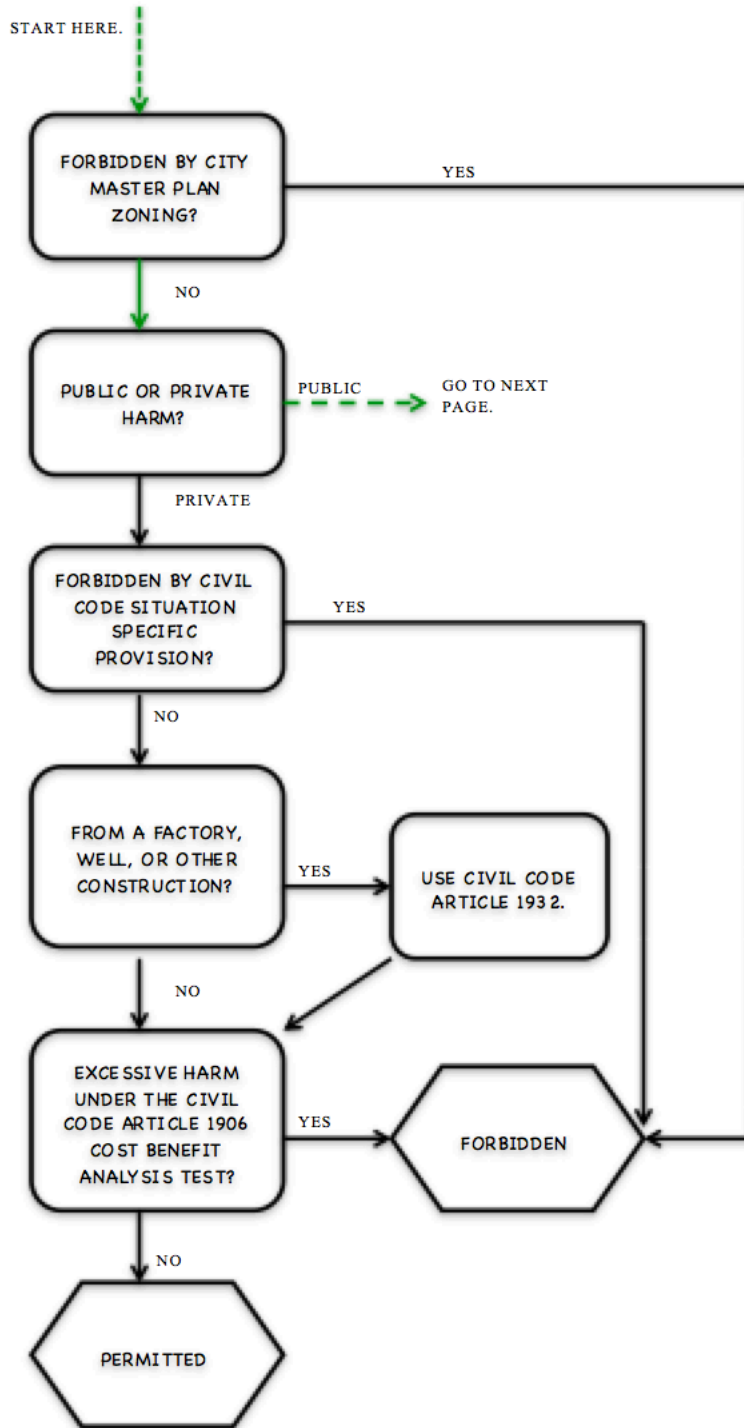 START HERE.
FORBIDDEN BY CITY
MASTER PLAN
ZONING?
YES
NO
PUBLIC OR PRIVATE
HARM?
PUBLIC
GO TO NEXT
PAGE.
PRIVATE
FORBIDDEN BY CIVIL
CODE SITUATION
SPECIFIC
PROVISION?
YES
NO
FROM A FACTORY,
WELL, OR OTHER
CONSTRUCTION?
YES
USE CIVIL CODE
ARTICLE 1932.
NO
EXCESSIVE HARM
UNDER THE CIVIL
CODE ARTICLE 1906
COST BENEFIT
ANALYSIS TEST?
YES
FORBIDDEN
NO
PERMITTED